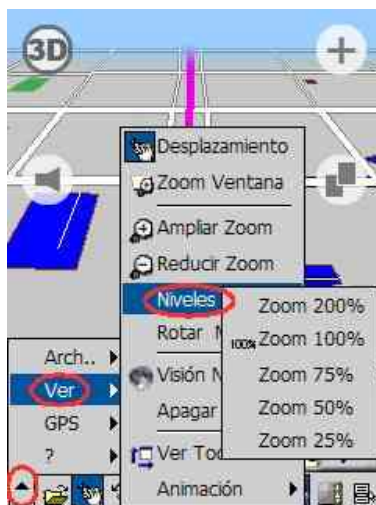 3D
Desplazamiento
Zoom Ventana
Ampliar Zoom
Reducir Zoom
Niveles
Zoom 200%
Rotar
100% Zoom 100%
Arch..
Visión N
Zoom 75%
Ver
Apagar
Zoom 50%
GPS
Zoom 25%
?
Ver Too
Animación